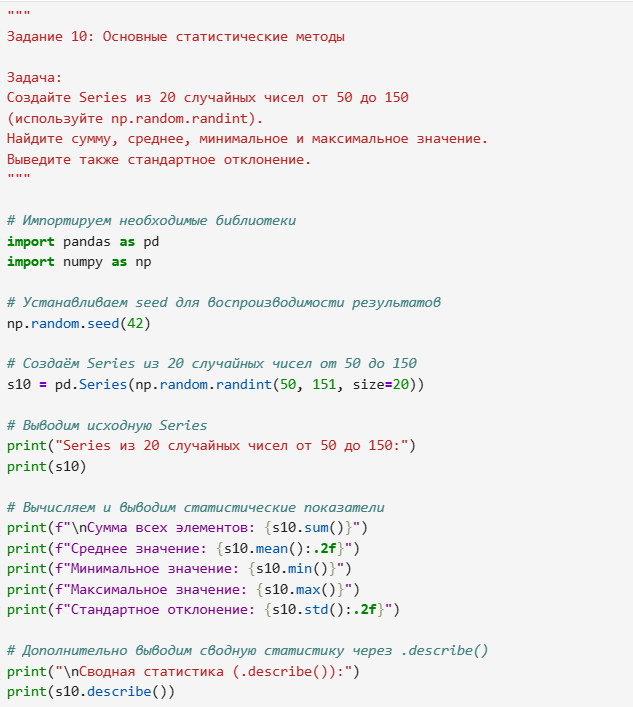 """
Задание 10: Основные статистические методы
Задача:
Создайте Series из 20 случайных чисел от 50 до 150
(используйте np.random.randint).
Найдите сумму, среднее, минимальное и максимальное значение.
Выведите также стандартное отклонение.
"""
# Импортируем необходимые библиотеки
import pandas as pd
import numpy as np
# Устанавливаем seed для воспроизводимости результатов
np.random.seed(42)
# Создаём Series из 20 случайных чисел от 50 до 150
s10 = pd.Series(np.random.randint(50, 151, size=20))
# Выводим исходную Series
print("Series из 20 случайных чисел от 50 до 150:")
print(s10)
# Вычисляем и выводим статистические показатели
print(f"\nСумма всех элементов: {s10.sum()}")
print(f"Среднее значение: {s10.mean():.2f}")
print(f"Минимальное значение: {s10.min()}")
print(f"Максимальное значение: {s10.max()}")
print(f"Стандартное отклонение: {s10.std():.2f}")
# Дополнительно выводим сводную статистику через .describe()
print("\nСводная статистика (.describe()):")
print(s10.describe())